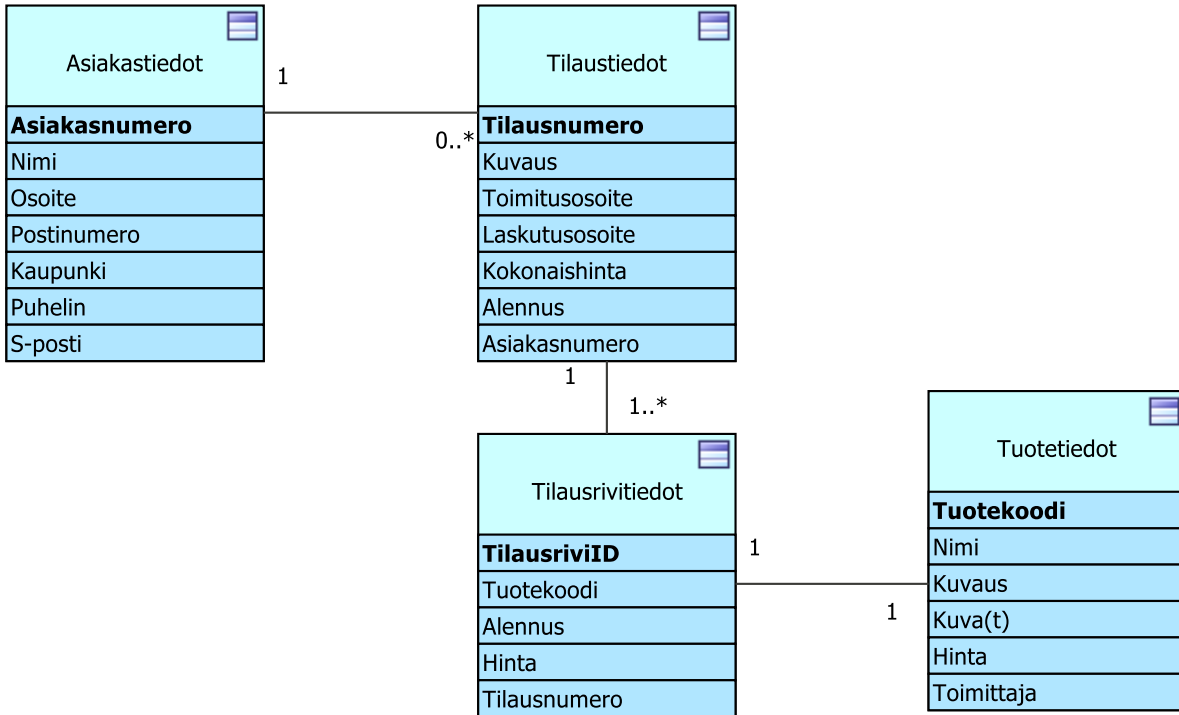 Asiakastiedot
Asiakasnumero
Nimi
Osoite
Postinumero
Kaupunki
Puhelin
S-posti
1
0..*
Tilaustiedot
Tilausnumero
Kuvaus
Toimitusosoite
Laskutusosoite
Kokonaishinta
Alennus
Asiakasnumero
1
1..*
Tilausrivitiedot
TilausriviID
Tuotekoodi
Alennus
Hinta
Tilausnumero
1
1
Tuotetiedot
Tuotekoodi
Nimi
Kuvaus
Kuva(t)
Hinta
Toimittaja